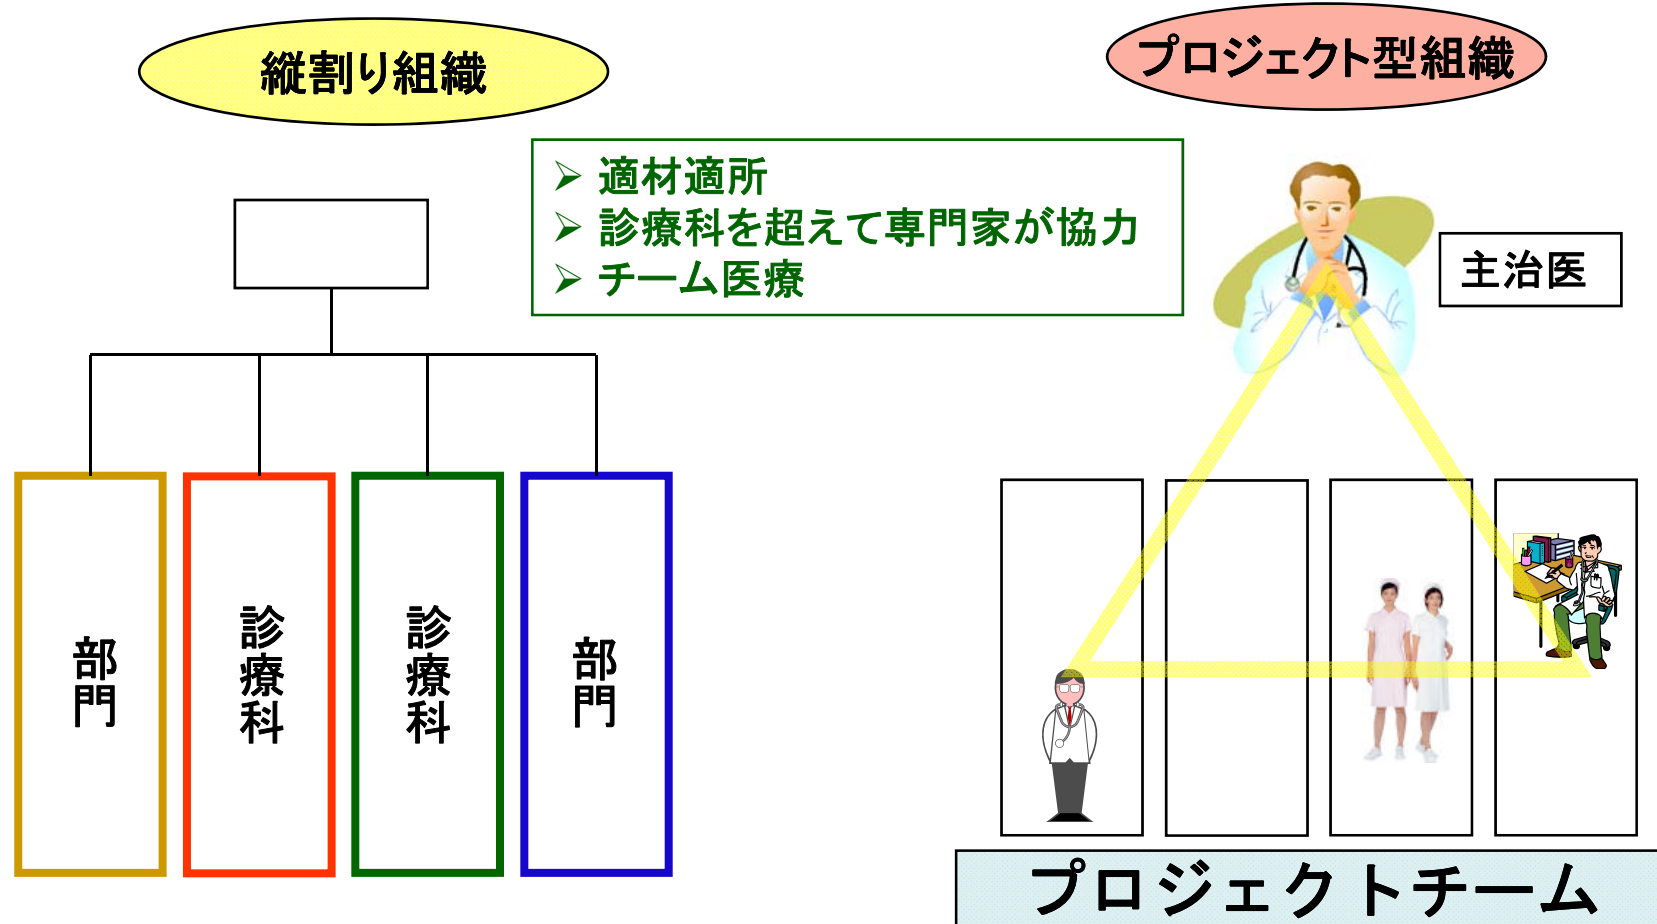 縦割り組織
プロジェクト型組織
適材適所
診療科を超えて専門家が協力
チーム医療
主治医
部門
診療科
診療科
部門
プロジェクトチーム